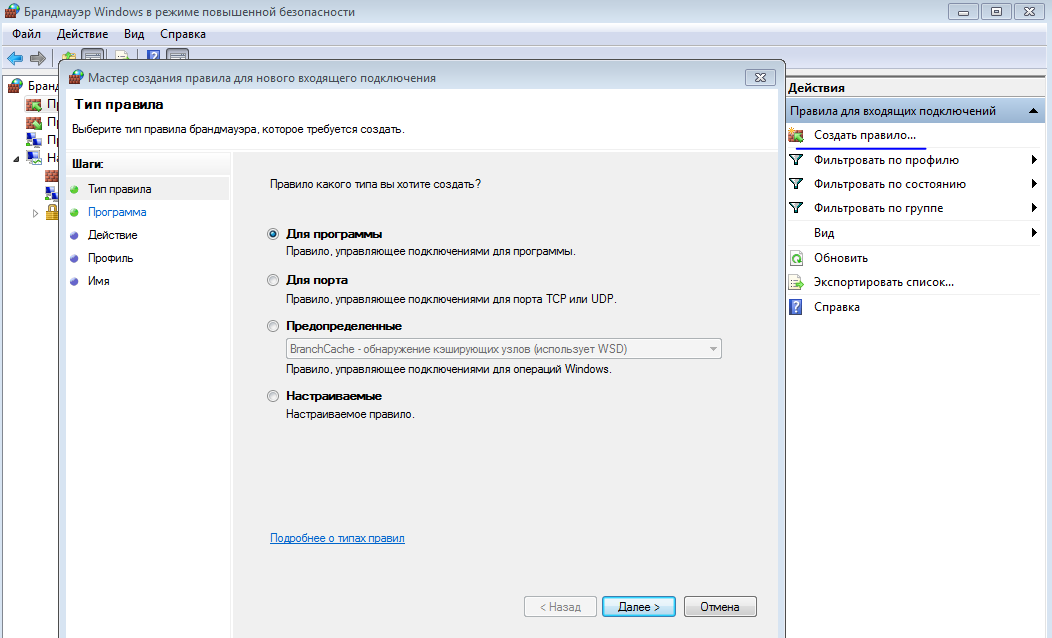 Брандмауэр Windows в режиме повышенной безопасности
Файл Действие Вид Справка
Мастер создания правила для нового входящего подключения
Тип правила
Выберите тип правила брандмауэра, которое требуется создать.
Шаги:
Тип правила
Программа
Действие
Профиль
Имя
Правило какого типа вы хотите создать?
Для программы
Правило, управляющее подключениями для программы.
Для порта
Правило, управляющее подключениями для порта TCP или UDP.
Предопределенные
BranchCache - обнаружение кэширующих узлов (использует WSD)
Правило, управляющее подключениями для операций Windows.
Настраиваемые
Настраиваемое правило.
Подробнее о типах правил
< Назад Далее > Отмена
Действия
Правила для входящих подключений
Создать правило...
Фильтровать по профилю
Фильтровать по состоянию
Фильтровать по группе
Вид
Обновить
Экспортировать список...
Справка